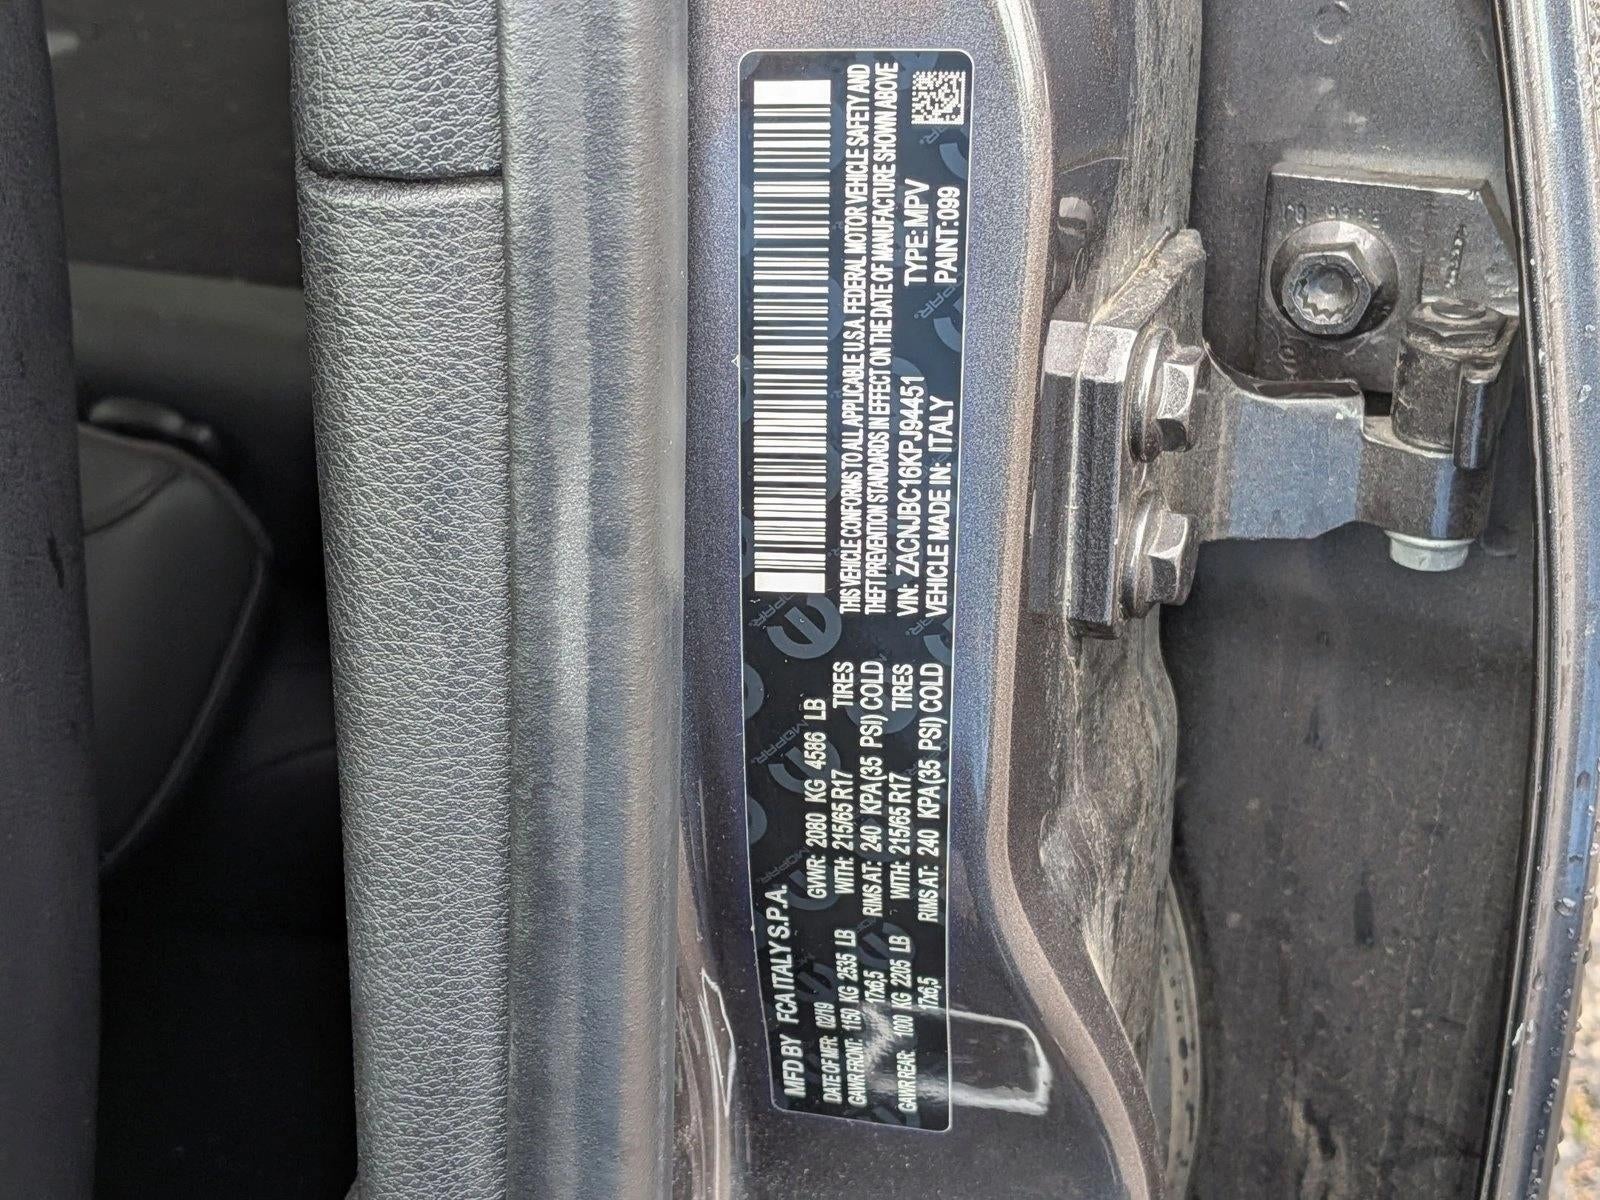 MFD BY FCA ITALY S.P.A.
DATE OF MFR: 02/19 GVWR: 2080 KG 4586 LB
GAWR FRONT: 1150 KG 2535 LB WITH: 215/65 R17 TIRES
17x6,5 RIMS AT: 240 KPA(35 PSI) COLD
GAWR REAR: 1000 KG 2205 LB WITH: 215/65 R17 TIRES
17x6,5 RIMS AT: 240 KPA(35 PSI) COLD
THIS VEHICLE CONFORMS TO ALL APPLICABLE U.S.A. FEDERAL MOTOR VEHICLE SAFETY AND
THEFT PREVENTION STANDARDS IN EFFECT ON THE DATE OF MANUFACTURE SHOWN ABOVE
VIN: ZACNJBC16KPJ94451 TYPE: MPV
VEHICLE MADE IN: ITALY PAINT: 099
MOPAR
MOPAR
MOPAR
MOPAR